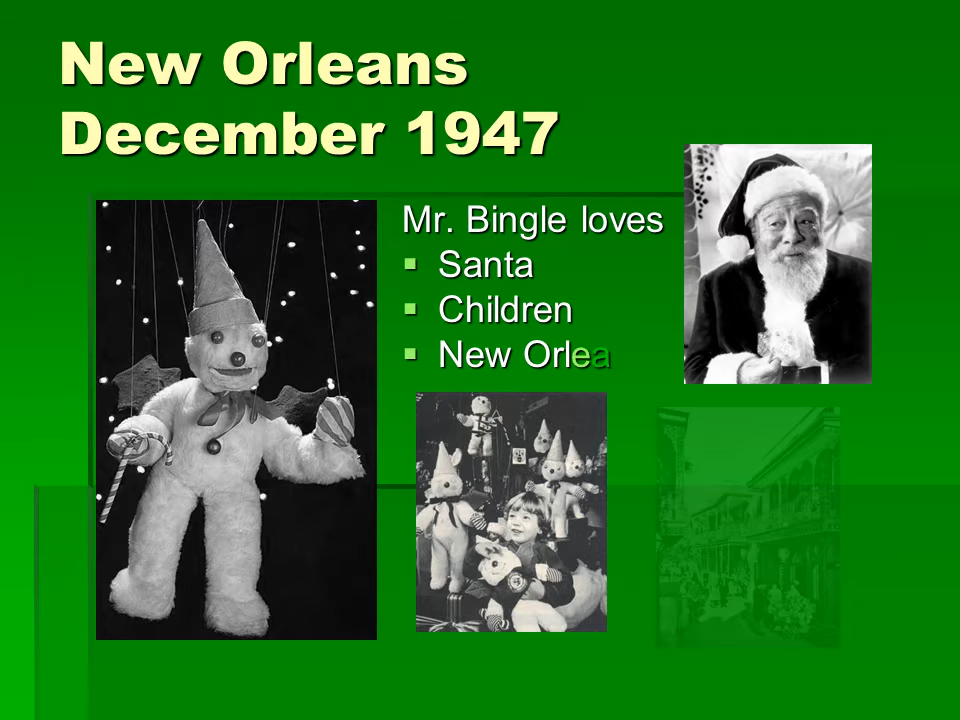 New Orleans
December 1947
Mr. Bingle loves
▪ Santa
▪ Children
▪ New Orlea